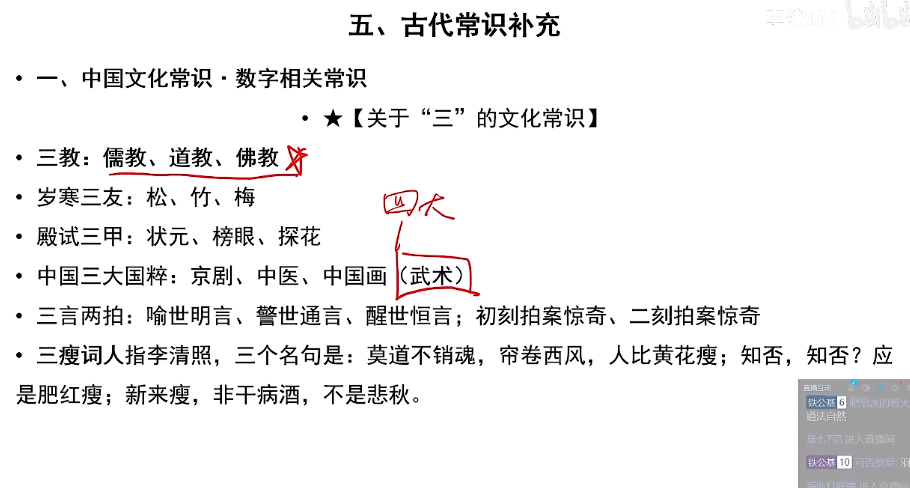 五、古代常识补充
• 一、中国文化常识·数字相关常识
• ★【关于“三”的文化常识】
• 三教：儒教、道教、佛教
• 岁寒三友：松、竹、梅
四大
• 殿试三甲：状元、榜眼、探花
• 中国三大国粹：京剧、中医、中国画（武术）
• 三言两拍：喻世明言、警世通言、醒世恒言；初刻拍案惊奇、二刻拍案惊奇
• 三瘦词人指李清照，三个名句是：莫道不销魂，帘卷西风，人比黄花瘦；知否，知否？应
是肥红瘦；新来瘦，非干病酒，不是悲秋。
直播互动
铁公基 6
道法自然
进入直播间
铁公基 10
进入直播间